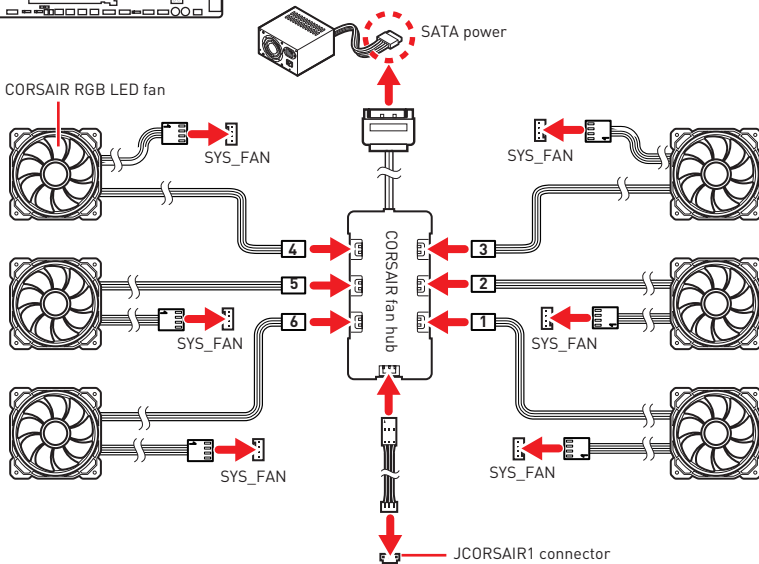 SATA power
CORSAIR RGB LED fan
SYS_FAN
SYS_FAN
4
3
CORSAIR fan hub
5
2
6
1
SYS_FAN
SYS_FAN
SYS_FAN
SYS_FAN
JCORSAIR1 connector